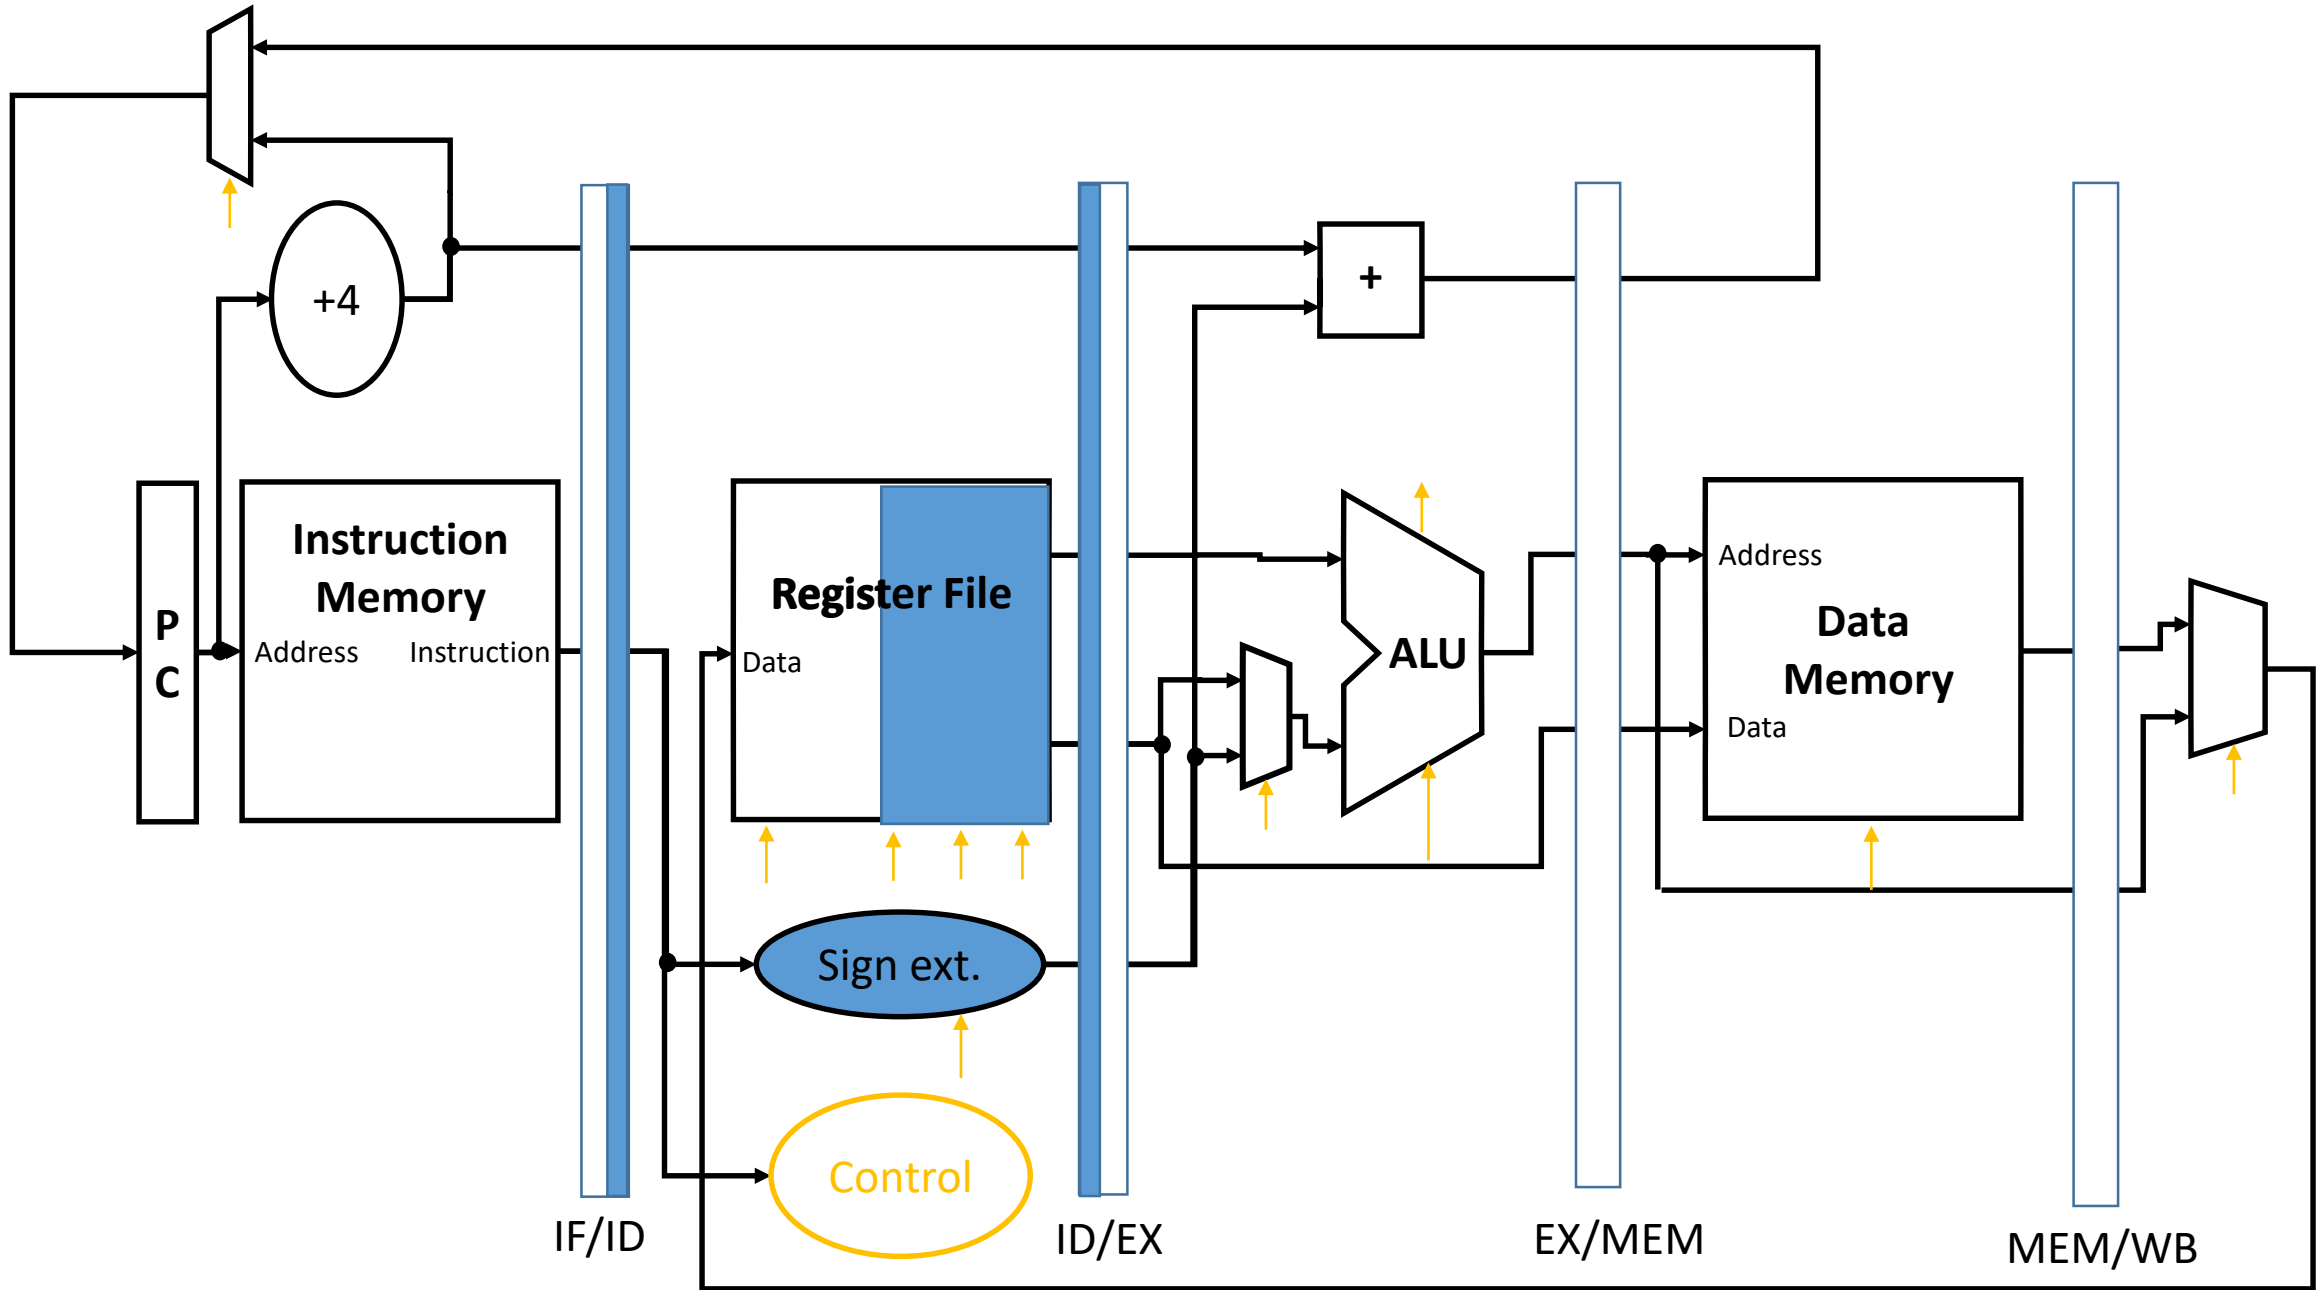 +4
+
Instruction
Memory
Address
Instruction
P
C
Register File
Data
ALU
Address
Data
Memory
Data
Sign ext.
Control
IF/ID
ID/EX
EX/MEM
MEM/WB